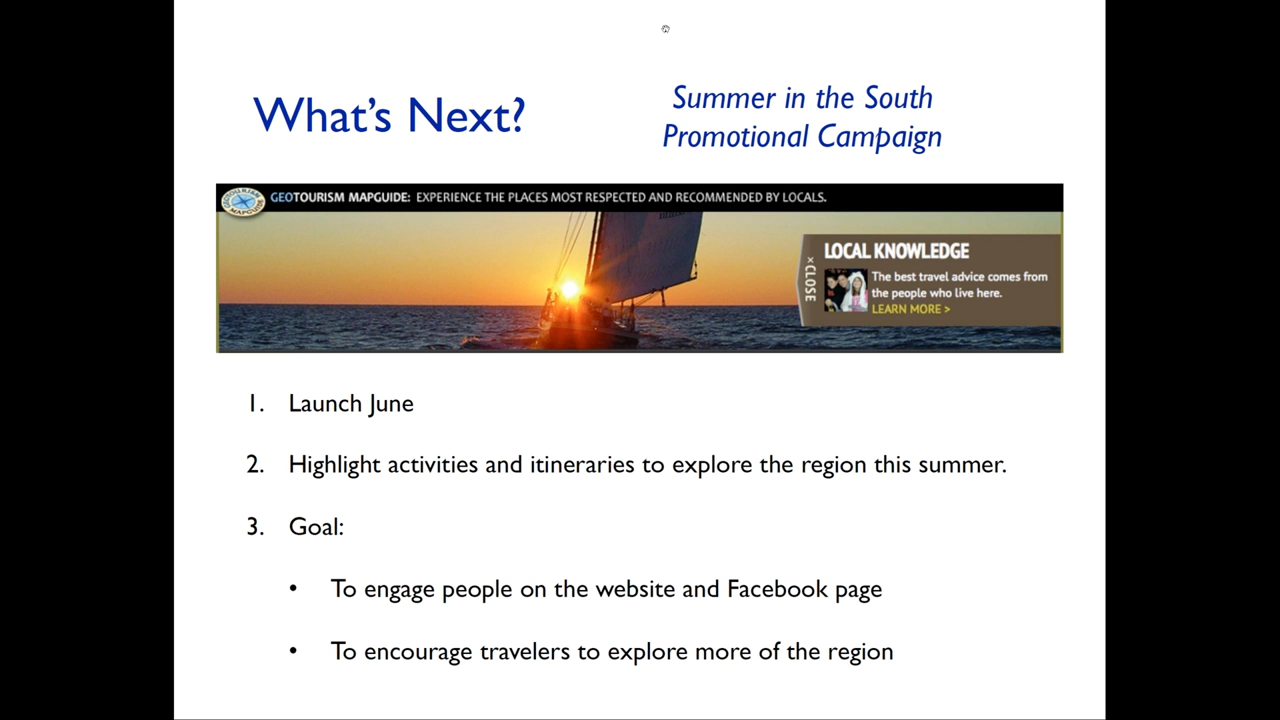 What's Next?
Summer in the South
Promotional Campaign
GEOTOURISM MAPGUIDE: EXPERIENCE THE PLACES MOST RESPECTED AND RECOMMENDED BY LOCALS.
GEOTOURISM
MAPGUIDE
×CLOSE
LOCAL KNOWLEDGE
The best travel advice comes from
the people who live here.
LEARN MORE >
1. Launch June
2. Highlight activities and itineraries to explore the region this summer.
3. Goal:
• To engage people on the website and Facebook page
• To encourage travelers to explore more of the region